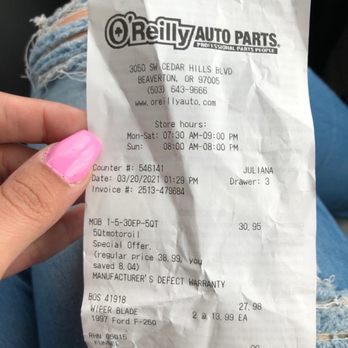 O'Reilly AUTO PARTS.
PROFESSIONAL PARTS PEOPLE
3050 SW CEDAR HILLS BLVD
BEAVERTON, OR 97005
(503) 643-9666
www.oreillyauto.com
Store hours:
Mon-Sat: 07:30 AM-09:00 PM
Sun: 08:00 AM-08:00 PM
Counter #: 546141 JULIANA
Date: 03/20/2021 01:29 PM Drawer: 3
Invoice #: 2513-479684
MOB 1-5-30EP-5QT 30.95
5Qtmotoroil
Special Offer.
(regular price 38.99, you
saved 8.04)
MANUFACTURER'S DEFECT WARRANTY
BOS 41918 27.98
WIPER BLADE 2 @ 13.99 EA
1997 Ford F-250
RHN 05015
FUNNEL